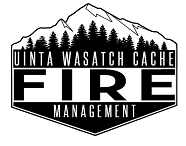 UINTA WASATCH CACHE
FIRE
MANAGEMENT